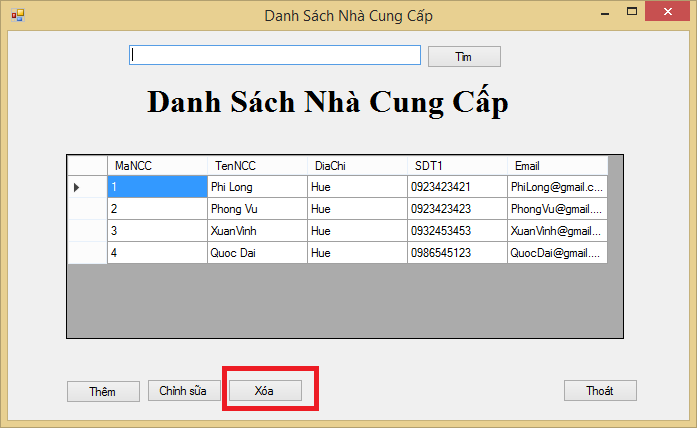 Danh Sách Nhà Cung Cấp
Tìm
Danh Sách Nhà Cung Cấp
MaNCC TenNCC DiaChi SDT1 Email
1 Phi Long Hue 0923423421 PhiLong@gmail.c...
2 Phong Vu Hue 0923423423 PhongVu@gmail....
3 XuanVinh Hue 0932453453 XuanVinh@gmail...
4 Quoc Dai Hue 0986545123 QuocDai@gmail....
Thêm Chỉnh sữa Xóa Thoát